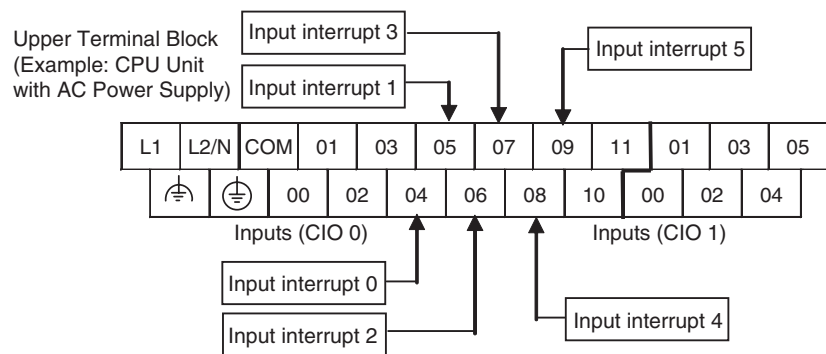 Upper Terminal Block
(Example: CPU Unit
with AC Power Supply)
Input interrupt 3
Input interrupt 5
Input interrupt 1
L1 L2/N COM 01 03 05 07 09 11 01 03 05
00 02 04 06 08 10 00 02 04
Inputs (CIO 0)
Inputs (CIO 1)
Input interrupt 0
Input interrupt 2
Input interrupt 4